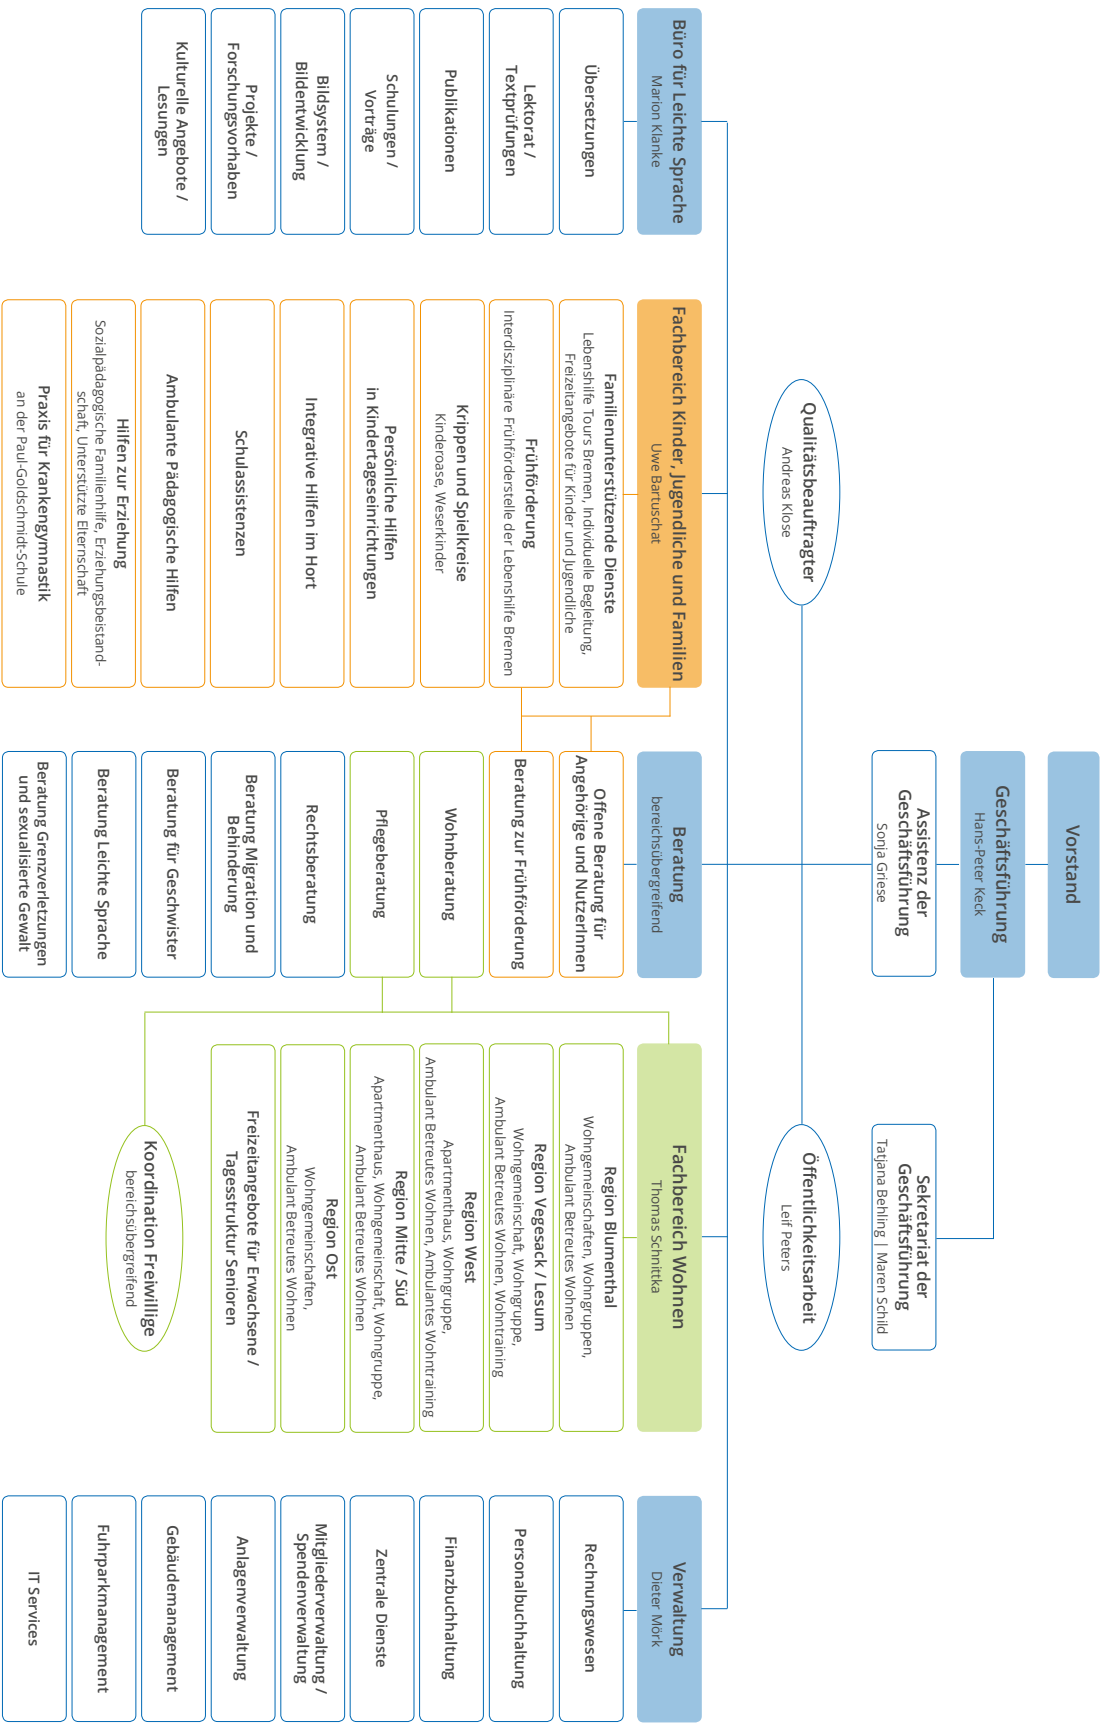 Vorstand
Geschäftsführung
Hans-Peter Keck
Assistenz der
Geschäftsführung
Sonja Griese
Sekretariat der
Geschäftsführung
Tatjana Behling | Maren Schild
Qualitätsbeauftragter
Andreas Klose
Öffentlichkeitsarbeit
Leif Peters
Büro für Leichte Sprache
Marion Klanke
Übersetzungen
Lektorat /
Textprüfungen
Publikationen
Schulungen /
Vorträge
Bildsystem /
Bildentwicklung
Projekte /
Forschungsvorhaben
Kulturelle Angebote /
Lesungen
Fachbereich Kinder, Jugendliche und Familien
Uwe Bartuschat
Familienunterstützende Dienste
Lebenshilfe Tours Bremen, Individuelle Begleitung,
Freizeitangebote für Kinder und Jugendliche
Frühförderung
Interdisziplinäre Frühförderstelle der Lebenshilfe Bremen
Krippen und Spielkreise
Kinderoase, Weserkinder
Persönliche Hilfen
in Kindertageseinrichtungen
Integrative Hilfen im Hort
Schulassistenzen
Ambulante Pädagogische Hilfen
Hilfen zur Erziehung
Sozialpädagogische Familienhilfe, Erziehungsbeistand-
schaft, Unterstützte Elternschaft
Praxis für Krankengymnastik
an der Paul-Goldschmidt-Schule
Beratung
bereichsübergreifend
Offene Beratung für
Angehörige und NutzerInnen
Beratung zur Frühförderung
Wohnberatung
Pflegeberatung
Rechtsberatung
Beratung Migration und
Behinderung
Beratung für Geschwister
Beratung Leichte Sprache
Beratung Grenzverletzungen
und sexualisierte Gewalt
Fachbereich Wohnen
Thomas Schnittka
Region Blumenthal
Wohngemeinschaften, Wohngruppen,
Ambulant Betreutes Wohnen
Region Vegesack / Lesum
Wohngemeinschaft, Wohngruppe,
Ambulant Betreutes Wohnen, Wohntraining
Region West
Apartmenthaus, Wohngruppe,
Ambulant Betreutes Wohnen, Ambulantes Wohntraining
Region Mitte / Süd
Apartmenthaus, Wohngemeinschaft, Wohngruppe,
Ambulant Betreutes Wohnen
Region Ost
Wohngemeinschaften,
Ambulant Betreutes Wohnen
Freizeitangebote für Erwachsene /
Tagesstruktur Senioren
Koordination Freiwillige
bereichsübergreifend
Verwaltung
Dieter Mörk
Rechnungswesen
Personalbuchhaltung
Finanzbuchhaltung
Zentrale Dienste
Mitgliederverwaltung /
Spendenverwaltung
Anlagenverwaltung
Gebäudemanagement
Fuhrparkmanagement
IT Services